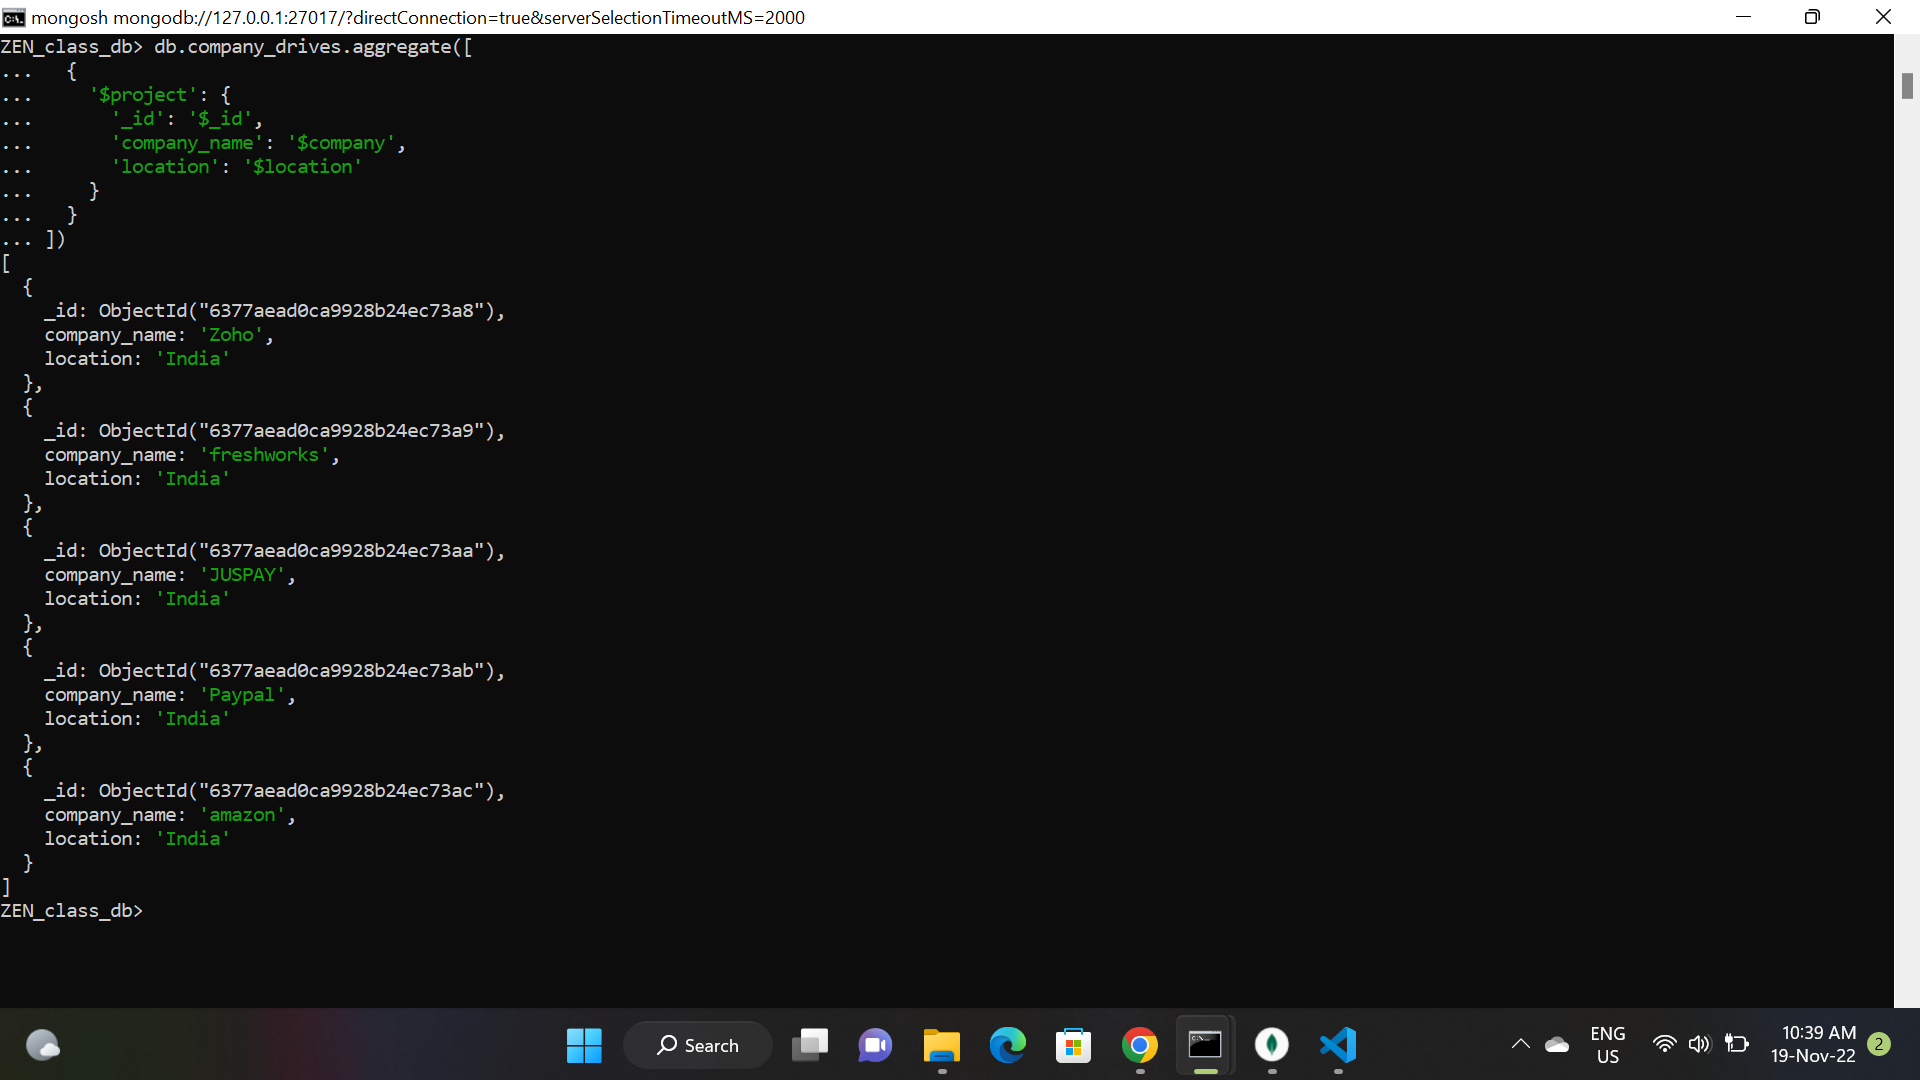 mongosh mongodb://127.0.0.1:27017/?directConnection=true&serverSelectionTimeoutMS=2000
ZEN_class_db> db.company_drives.aggregate([
...   {
...     '$project': {
...       '_id': '$_id',
...       'company_name': '$company',
...       'location': '$location'
...     }
...   }
... ])
[
  {
    _id: ObjectId("6377aead0ca9928b24ec73a8"),
    company_name: 'Zoho',
    location: 'India'
  },
  {
    _id: ObjectId("6377aead0ca9928b24ec73a9"),
    company_name: 'freshworks',
    location: 'India'
  },
  {
    _id: ObjectId("6377aead0ca9928b24ec73aa"),
    company_name: 'JUSPAY',
    location: 'India'
  },
  {
    _id: ObjectId("6377aead0ca9928b24ec73ab"),
    company_name: 'Paypal',
    location: 'India'
  },
  {
    _id: ObjectId("6377aead0ca9928b24ec73ac"),
    company_name: 'amazon',
    location: 'India'
  }
]
ZEN_class_db>
Search
ENG
US
10:39 AM
19-Nov-22
2